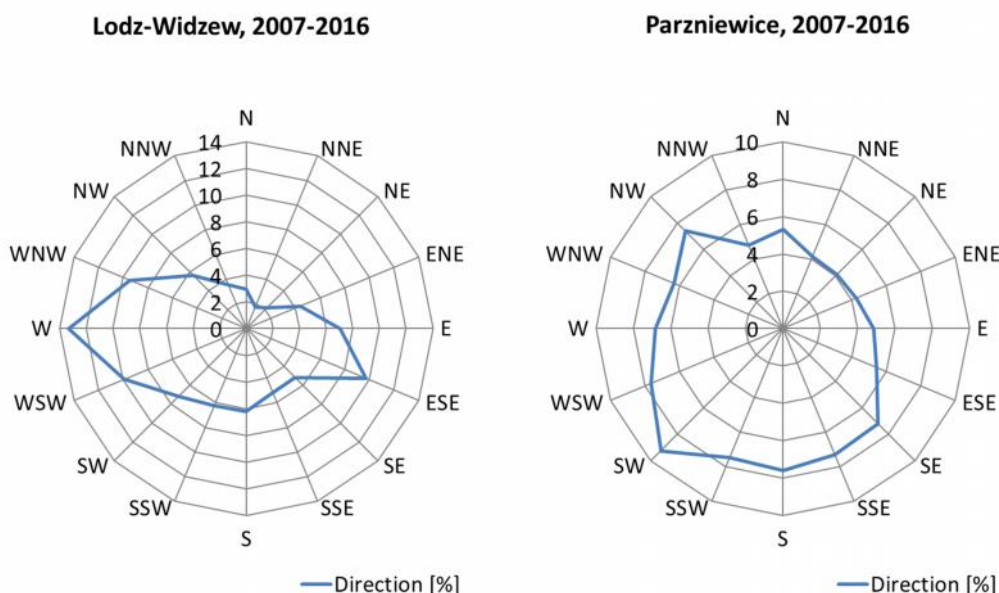 Lodz-Widzew, 2007-2016
N
NNE
NE
ENE
E
ESE
SE
SSE
S
SSW
SW
WSW
W
WNW
NW
NNW
14
12
10
8
6
4
2
0
Direction [%]
Parzniewice, 2007-2016
N
NNE
NE
ENE
E
ESE
SE
SSE
S
SSW
SW
WSW
W
WNW
NW
NNW
10
8
6
4
2
0
Direction [%]